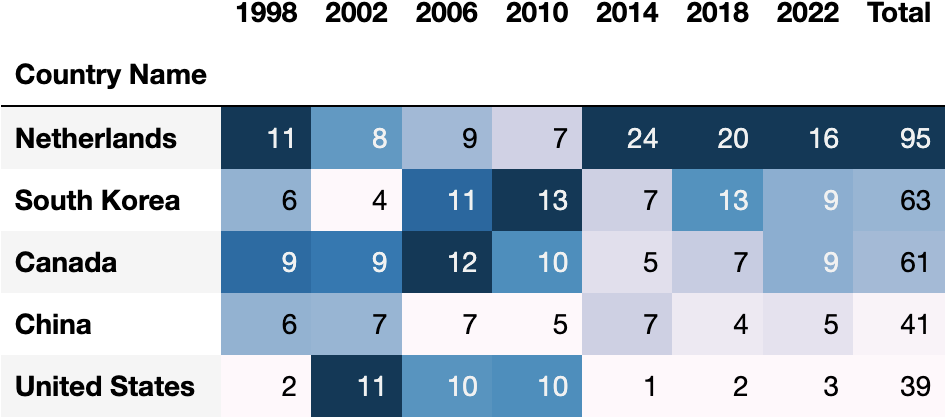 1998 2002 2006 2010 2014 2018 2022 Total
Country Name
Netherlands 11 8 9 7 24 20 16 95
South Korea 6 4 11 13 7 13 9 63
Canada 9 9 12 10 5 7 9 61
China 6 7 7 5 7 4 5 41
United States 2 11 10 10 1 2 3 39